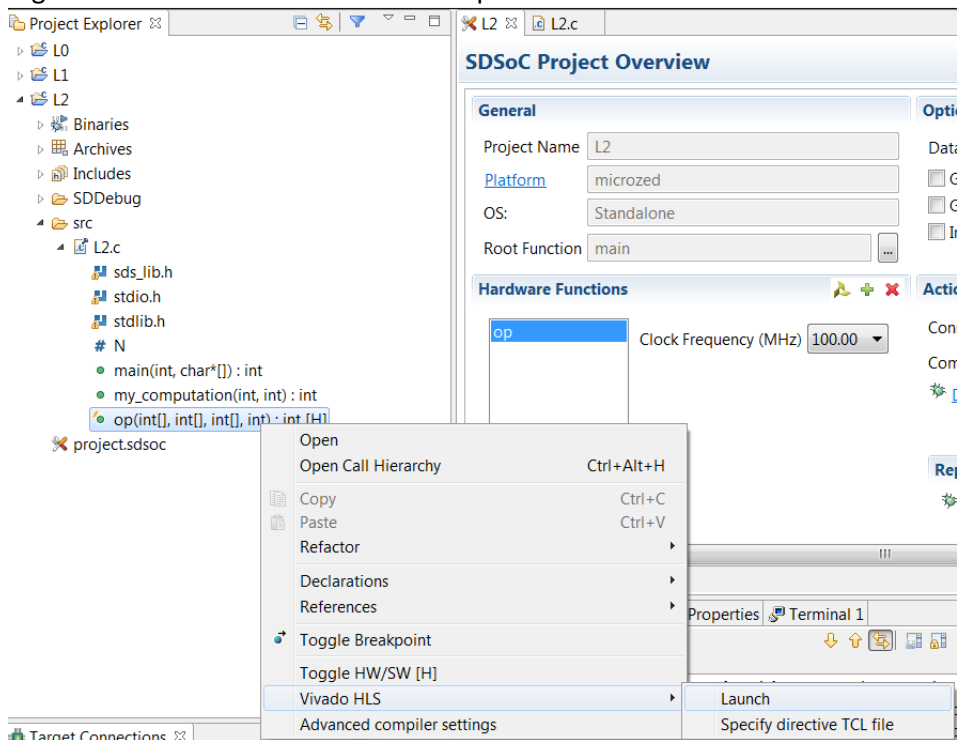 Project Explorer
L0
L1
L2
Binaries
Archives
Includes
SDDebug
src
L2.c
sds_lib.h
stdio.h
stdlib.h
# N
main(int, char*[]) : int
my_computation(int, int) : int
op(int[], int[], int[], int) : int [H]
project.sdsoc
L2
L2.c
SDSoC Project Overview
General
Project Name L2
Platform microzed
OS: Standalone
Root Function main ...
Hardware Functions
op
Clock Frequency (MHz) 100.00
Open
Open Call Hierarchy Ctrl+Alt+H
Copy Ctrl+C
Paste Ctrl+V
Refactor
Declarations
References
Toggle Breakpoint
Toggle HW/SW [H]
Vivado HLS
Advanced compiler settings
Launch
Specify directive TCL file
Properties
Terminal 1
Target Connections